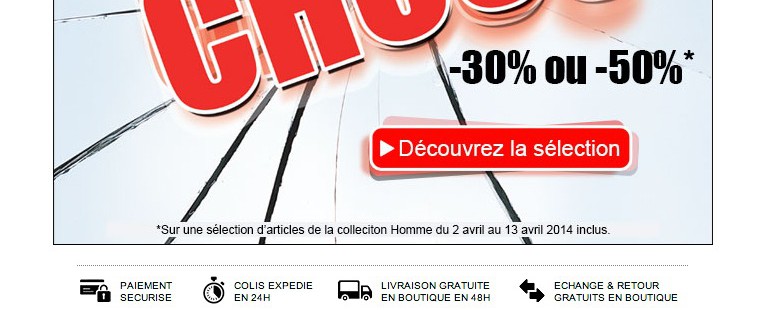 -30% ou -50%*
Découvrez la sélection
*Sur une sélection d'articles de la colleciton Homme du 2 avril au 13 avril 2014 inclus.
PAIEMENT
SECURISE
COLIS EXPEDIE
EN 24H
LIVRAISON GRATUITE
EN BOUTIQUE EN 48H
ECHANGE & RETOUR
GRATUITS EN BOUTIQUE